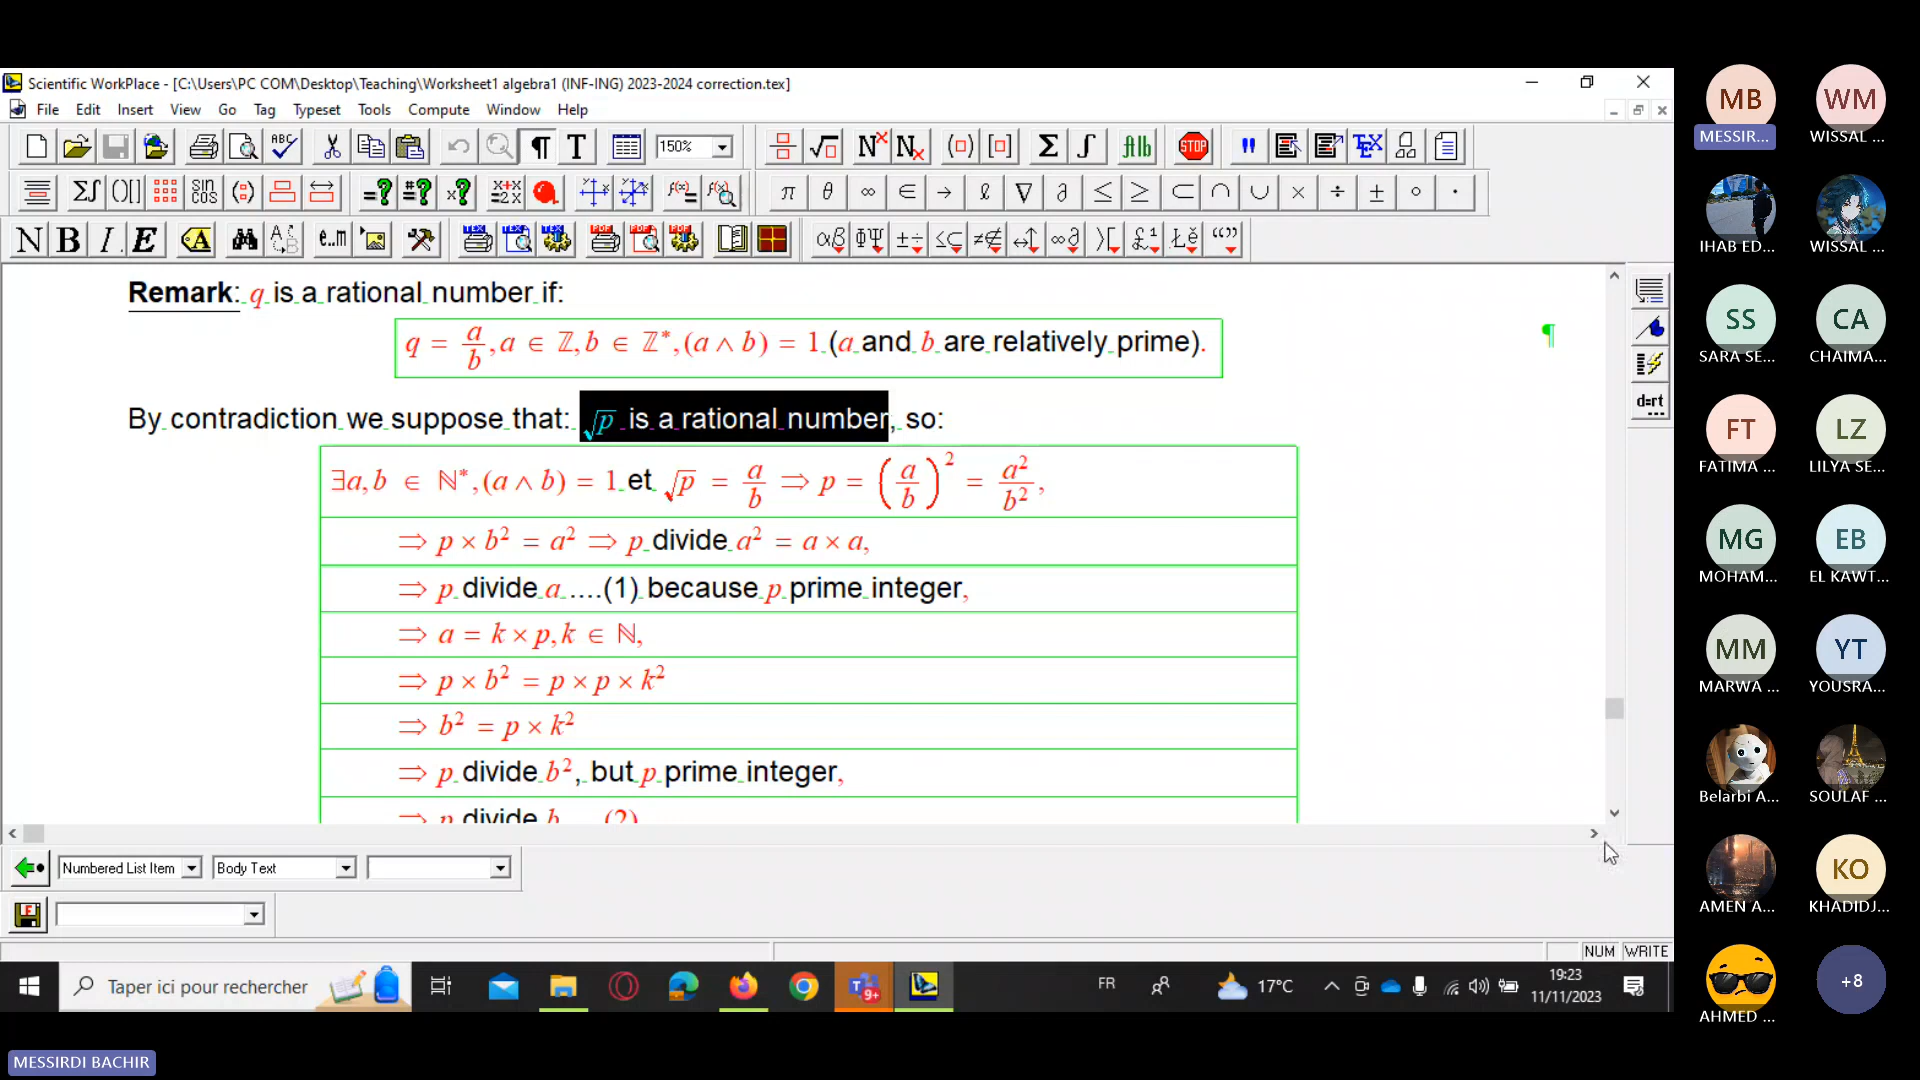 Scientific WorkPlace - [C:\Users\PC COM\Desktop\Teaching\Worksheet1 algebra1 (INF-ING) 2023-2024 correction.tex]
File Edit Insert View Go Tag Typeset Tools Compute Window Help
150%
Remark: q is a rational number if:
q = a/b, a ∈ ℤ, b ∈ ℤ*, (a ∧ b) = 1 (a and b are relatively prime).
By contradiction we suppose that: √p is a rational number, so:
∃a, b ∈ ℕ*, (a ∧ b) = 1 et √p = a/b ⟹ p = (a/b)² = a²/b²,
⟹ p × b² = a² ⟹ p divide a² = a × a,
⟹ p divide a ....(1) because p prime integer,
⟹ a = k × p, k ∈ ℕ,
⟹ p × b² = p × p × k²
⟹ b² = p × k²
⟹ p divide b², but p prime integer,
⟹ p divide b ....(2)
Numbered List Item Body Text
NUM WRITE
Taper ici pour rechercher
9+
FR
17°C
19:23
11/11/2023
MESSIRDI BACHIR
MB WM
MESSIR... WISSAL ...
IHAB ED... WISSAL ...
SS CA
SARA SE... CHAIMA...
FT LZ
FATIMA ... LILYA SE...
MG EB
MOHAM... EL KAWT...
MM YT
MARWA ... YOUSRA...
Belarbi A... SOULAF ...
KO
AMEN A... KHADIDJ...
+8
AHMED ...